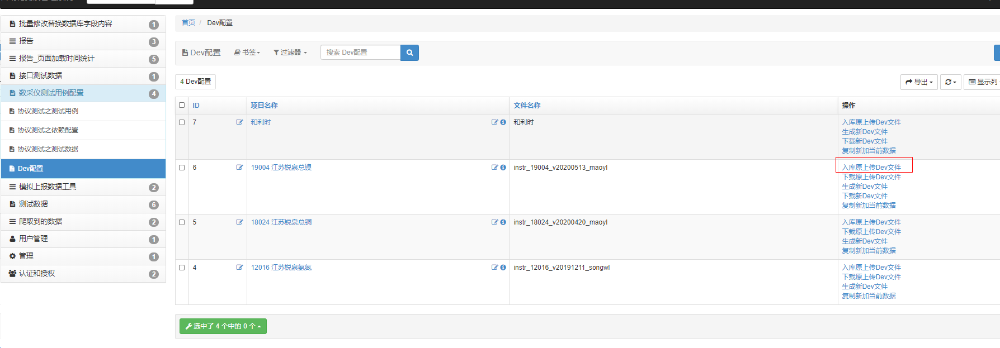 批量修改替换数据库字段内容 1
报告 3
报告_页面加载时间统计 5
接口测试数据 1
数采仪测试用例配置 4
协议测试之测试用例
协议测试之依赖配置
协议测试之测试数据
Dev配置
模拟上报数据工具 2
测试数据 6
爬取到的数据 2
用户管理 1
管理 1
认证和授权 2
首页 / Dev配置
Dev配置 书签 过滤器 搜索 Dev配置
4 Dev配置 导出 显示列
ID 项目名称 文件名称 操作
7 和利时 和利时 入库原上传Dev文件
生成新Dev文件
下载新Dev文件
复制新加当前数据
6 19004 江苏锐泉总镍 instr_19004_v20200513_maoyl 入库原上传Dev文件
下载原上传Dev文件
生成新Dev文件
下载新Dev文件
复制新加当前数据
5 18024 江苏锐泉总铜 instr_18024_v20200420_maoyl 入库原上传Dev文件
下载原上传Dev文件
生成新Dev文件
复制新加当前数据
4 12016 江苏锐泉氨氮 instr_12016_v20191211_songwl 入库原上传Dev文件
下载原上传Dev文件
生成新Dev文件
复制新加当前数据
选中了 4 个中的 0 个